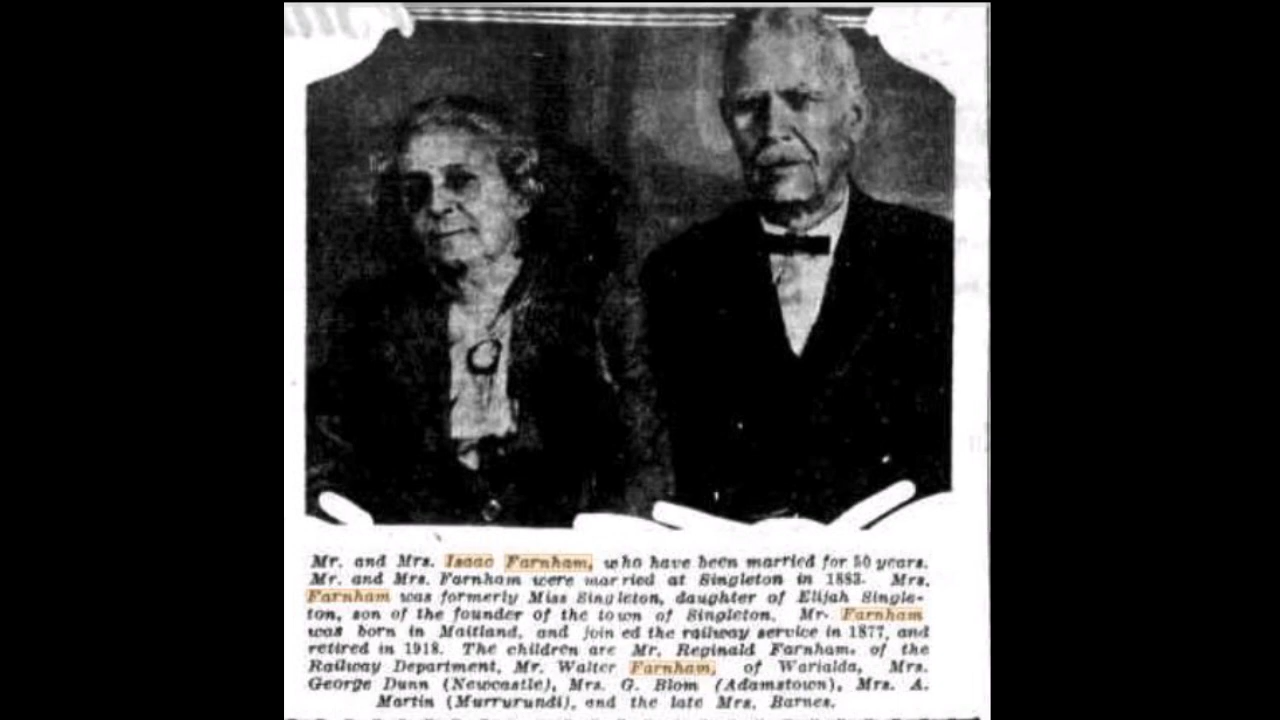 Mr. and Mrs. Isaac Farnham, who have been married for 50 years.
Mr. and Mrs. Farnham were married at Singleton in 1883. Mrs.
Farnham was formerly Miss Singleton, daughter of Elijah Single-
ton, son of the founder of the town of Singleton. Mr. Farnham
was born in Maitland, and join ed the railway service in 1877, and
retired in 1918. The children are Mr. Reginald Farnham, of the
Railway Department, Mr. Walter Farnham, of Warialda, Mrs.
George Dunn (Newcastle), Mrs. G. Blom (Adamstown), Mrs. A.
Martin (Murrurundi), and the late Mrs. Barnes.